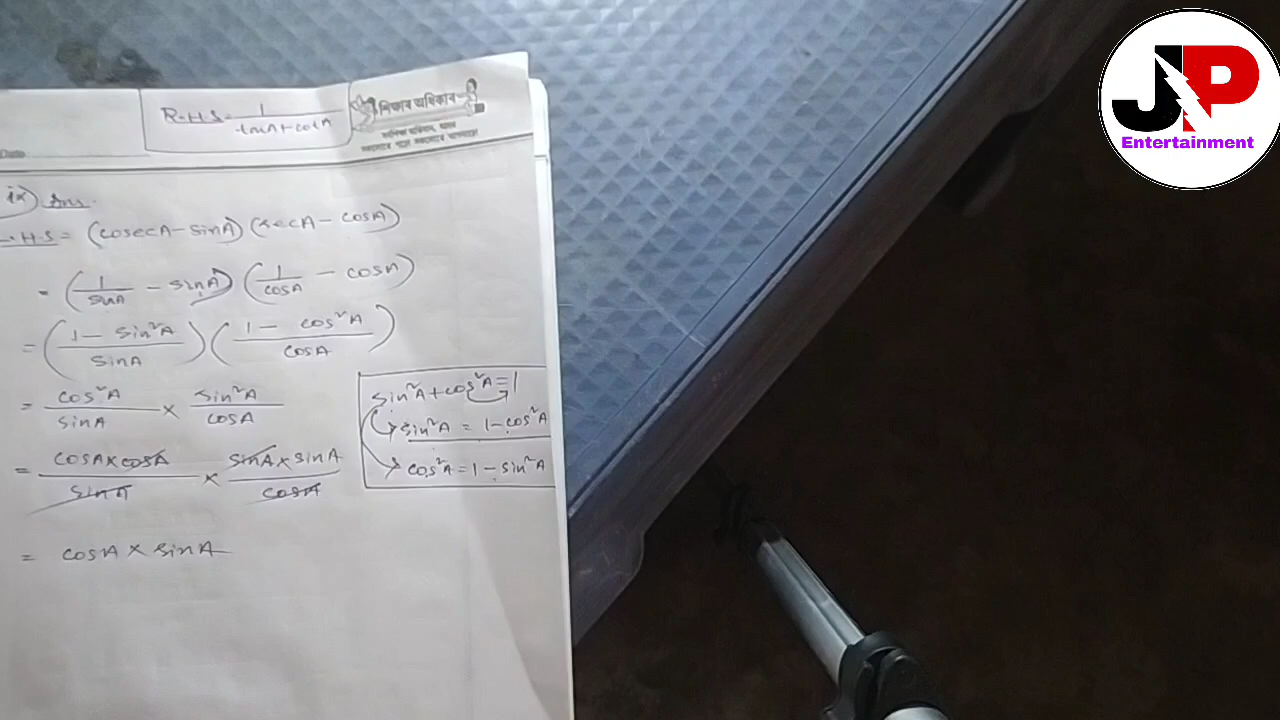 R.H.S = 1/(tanA+cotA)
শিক্ষাৰ অধিকাৰ
Date
ix) Ans.
L.H.S = (cosecA - sinA) (secA - cosA)
= (1/sinA - sinA) (1/cosA - cosA)
= ((1 - sin²A)/sinA) ((1 - cos²A)/cosA)
= cos²A/sinA × sin²A/cosA
= (cosA×cosA)/sinA × (sinA×sinA)/cosA
= cosA × sinA
sin²A + cos²A = 1
sin²A = 1 - cos²A
cos²A = 1 - sin²A
JP
Entertainment